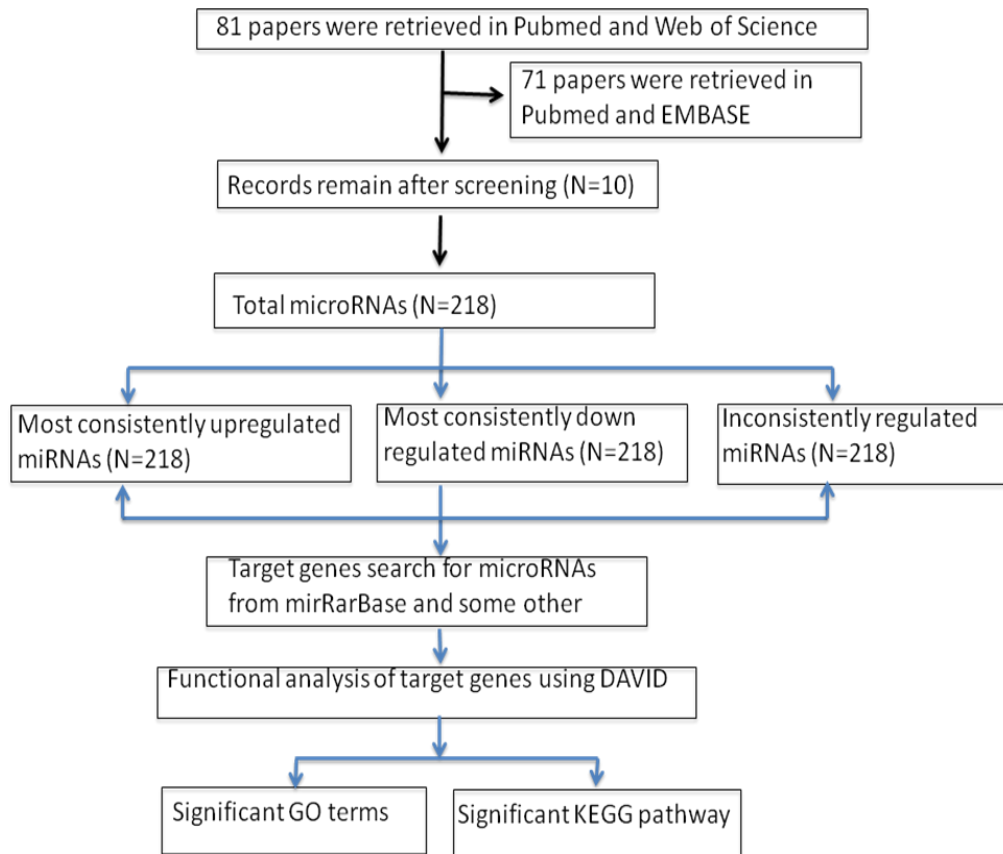 81 papers were retrieved in Pubmed and Web of Science
71 papers were retrieved in
Pubmed and EMBASE
Records remain after screening (N=10)
Total microRNAs (N=218)
Most consistently upregulated
miRNAs (N=218)
Most consistently down
regulated miRNAs (N=218)
Inconsistently regulated
miRNAs (N=218)
Target genes search for microRNAs
from mirRarBase and some other
Functional analysis of target genes using DAVID
Significant GO terms
Significant KEGG pathway